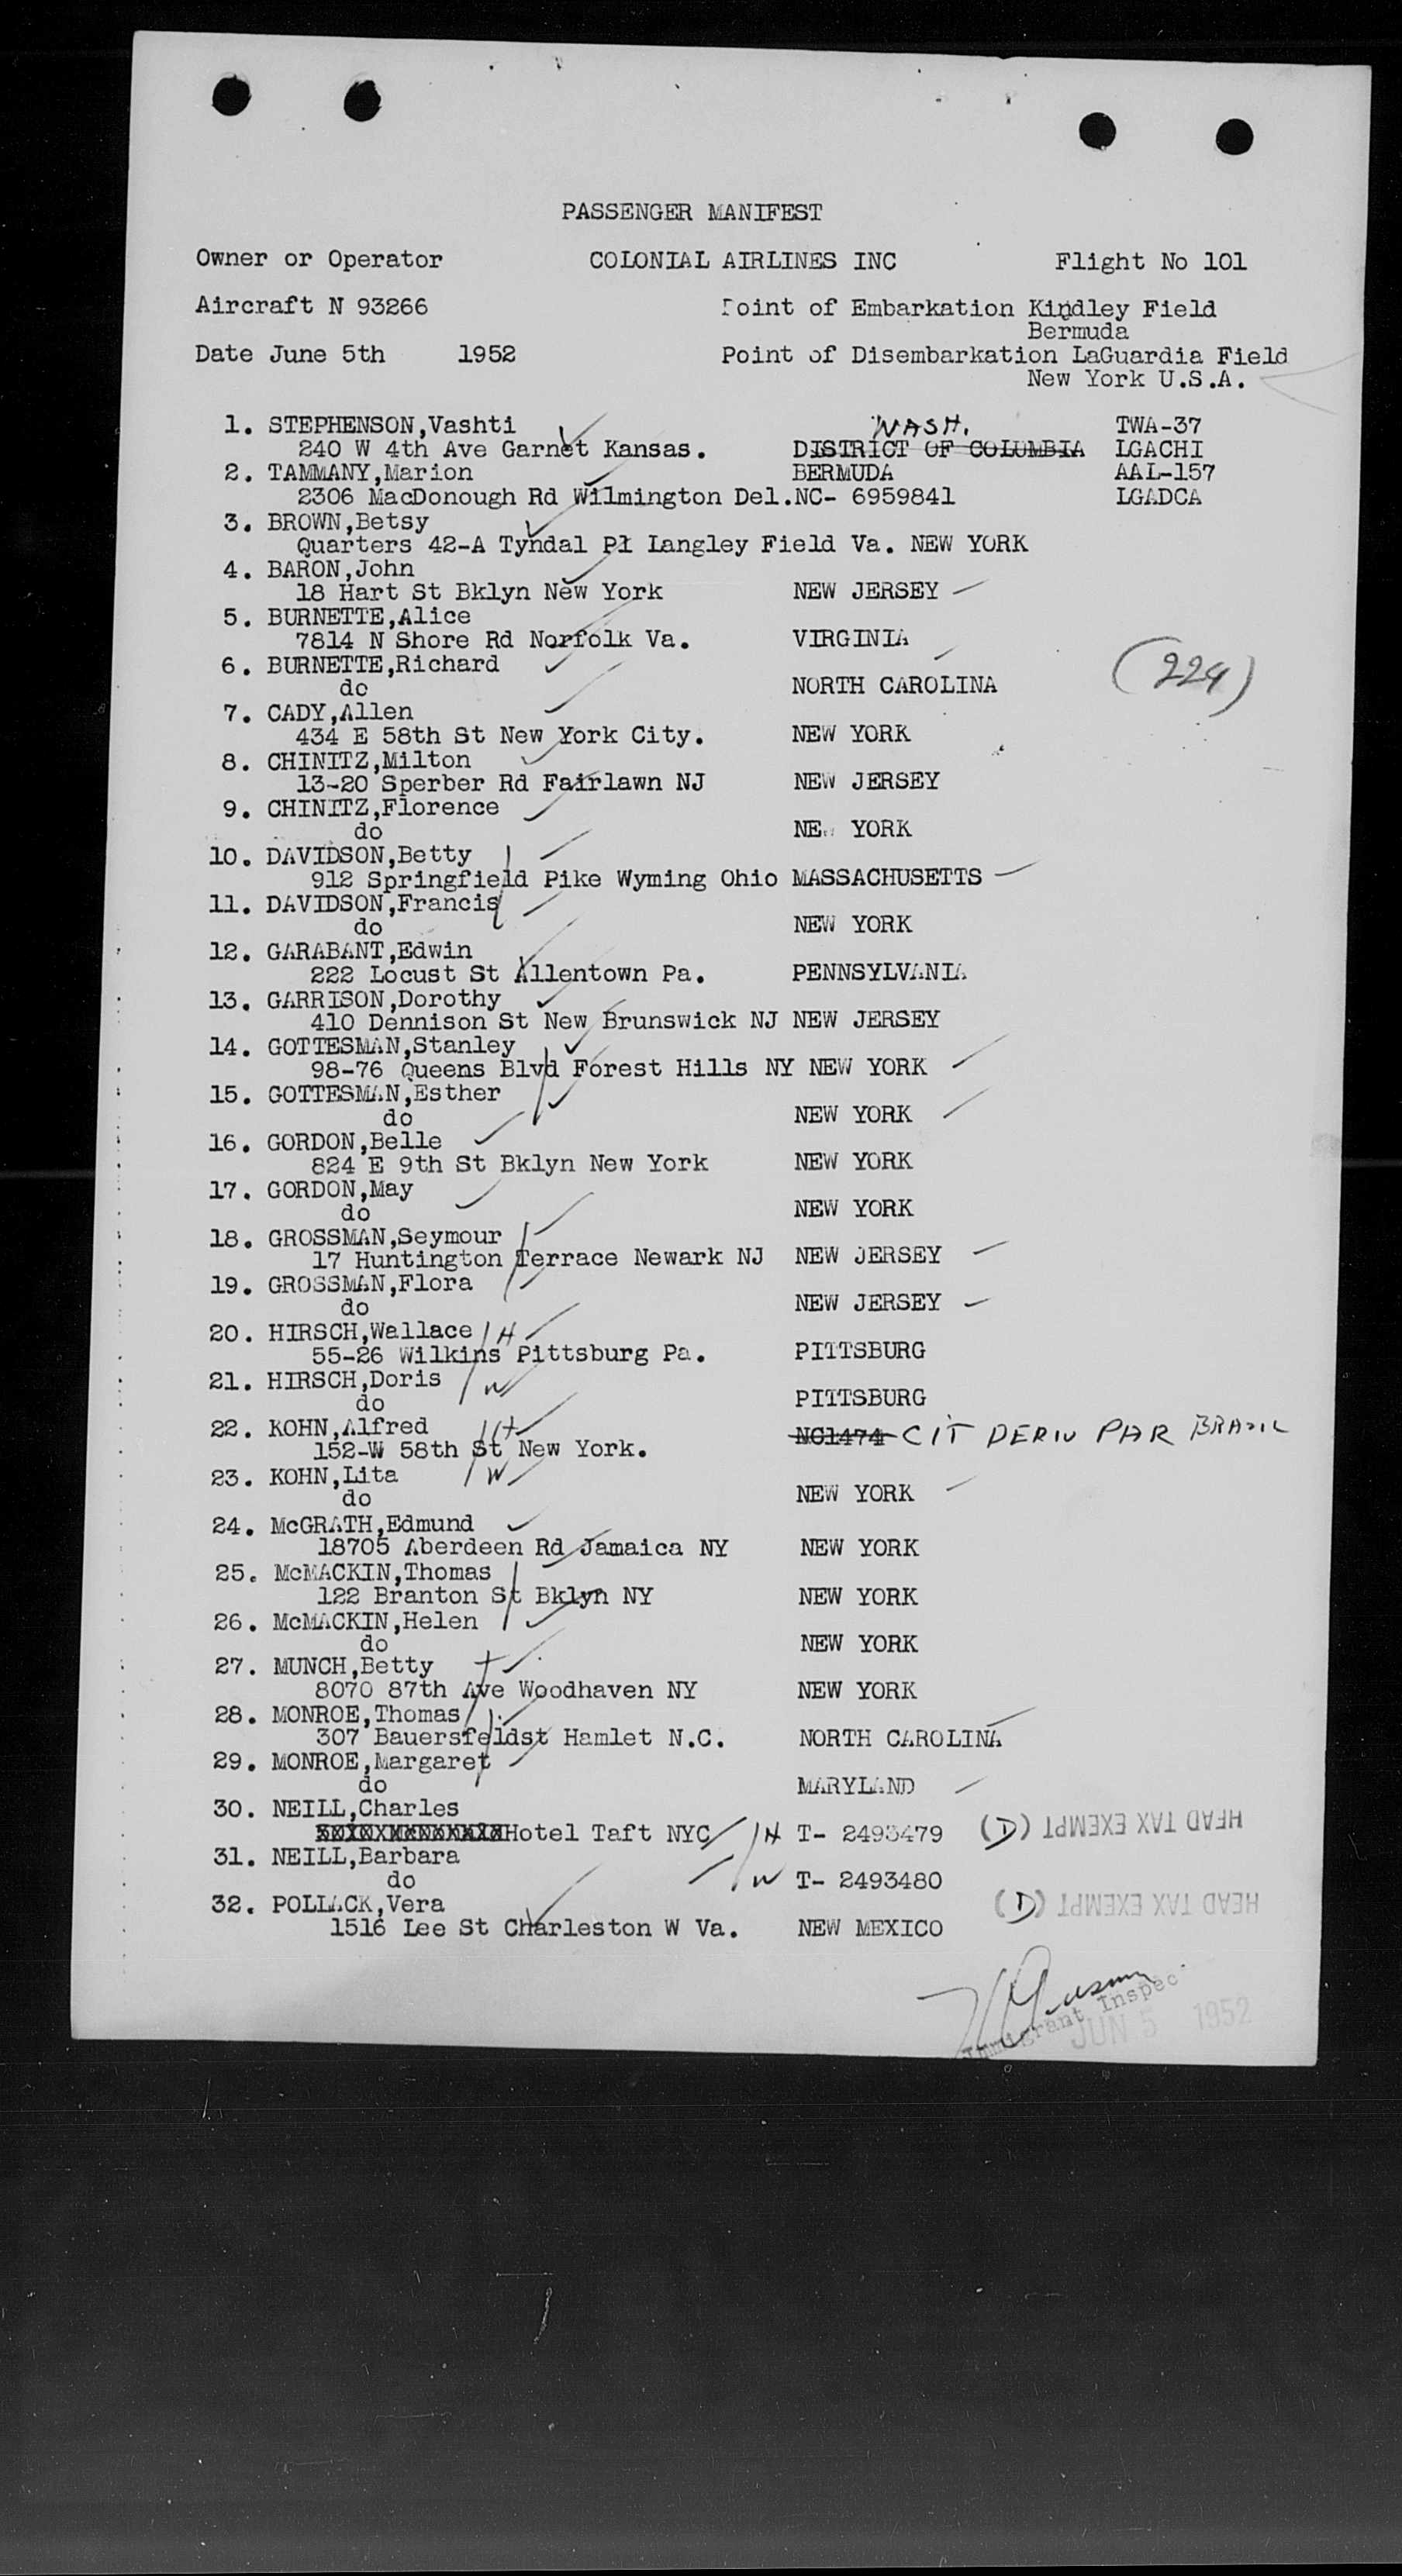 PASSENGER MANIFEST
Owner or Operator COLONIAL AIRLINES INC Flight No 101
Aircraft N 93266 Point of Embarkation Kindley Field
Bermuda
Date June 5th 1952 Point of Disembarkation LaGuardia Field
New York U.S.A.
WASH.
1. STEPHENSON,Vashti TWA-37
240 W 4th Ave Garnet Kansas. DISTRICT OF COLUMBIA LGACHI
2. TAMMANY,Marion BERMUDA AAL-157
2306 MacDonough Rd Wilmington Del.NC- 6959841 LGADCA
3. BROWN,Betsy
Quarters 42-A Tyndal Pl Langley Field Va. NEW YORK
4. BARON,John
18 Hart St Bklyn New York NEW JERSEY
5. BURNETTE,Alice
7814 N Shore Rd Norfolk Va. VIRGINIA
6. BURNETTE,Richard
do NORTH CAROLINA
(224)
7. CADY,Allen
434 E 58th St New York City. NEW YORK
8. CHINITZ,Milton
13-20 Sperber Rd Fairlawn NJ NEW JERSEY
9. CHINITZ,Florence
do NEW YORK
10. DAVIDSON,Betty
912 Springfield Pike Wyming Ohio MASSACHUSETTS
11. DAVIDSON,Francis
do NEW YORK
12. GARABANT,Edwin
222 Locust St Allentown Pa. PENNSYLVANIA
13. GARRISON,Dorothy
410 Dennison St New Brunswick NJ NEW JERSEY
14. GOTTESMAN,Stanley
98-76 Queens Blvd Forest Hills NY NEW YORK
15. GOTTESMAN,Esther
do NEW YORK
16. GORDON,Belle
824 E 9th St Bklyn New York NEW YORK
17. GORDON,May
do NEW YORK
18. GROSSMAN,Seymour
17 Huntington Terrace Newark NJ NEW JERSEY
19. GROSSMAN,Flora
do NEW JERSEY
20. HIRSCH,Wallace H
55-26 Wilkins Pittsburg Pa. PITTSBURG
21. HIRSCH,Doris W
do PITTSBURG
22. KOHN,Alfred H NC1474 CIT DERIV PAR BRAZIL
152-W 58th St New York.
23. KOHN,Lita W
do NEW YORK
24. McGRATH,Edmund
18705 Aberdeen Rd Jamaica NY NEW YORK
25. McMACKIN,Thomas
122 Branton St Bklyn NY NEW YORK
26. McMACKIN,Helen
do NEW YORK
27. MUNCH,Betty
8070 87th Ave Woodhaven NY NEW YORK
28. MONROE,Thomas
307 Bauersfeldst Hamlet N.C. NORTH CAROLINA
29. MONROE,Margaret
do MARYLAND
30. NEILL,Charles
Hotel Taft NYC H T- 2493479 (D) HEAD TAX EXEMPT
31. NEILL,Barbara
do W T- 2493480
(D) HEAD TAX EXEMPT
32. POLLACK,Vera
1516 Lee St Charleston W Va. NEW MEXICO
Immigrant Inspec
JUN 5 1952